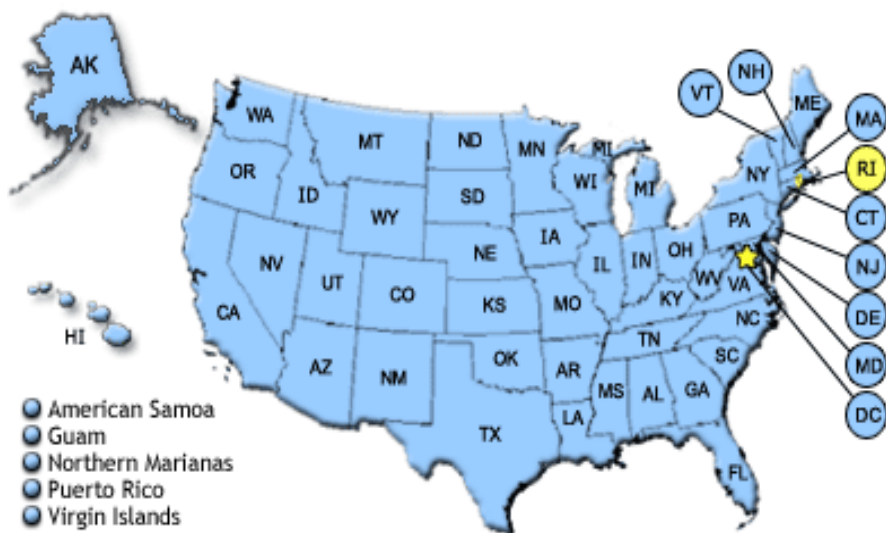 AK
NH
VT
ME
MA
WA
MT
ND
MN
MI
RI
OR
ID
SD
WI
MI
NY
CT
WY
IA
PA
NJ
NV
UT
NE
IL
IN
OH
WV
VA
DE
CA
CO
KS
MO
KY
NC
MD
HI
AZ
NM
OK
AR
TN
SC
DC
TX
LA
MS
AL
GA
FL
American Samoa
Guam
Northern Marianas
Puerto Rico
Virgin Islands